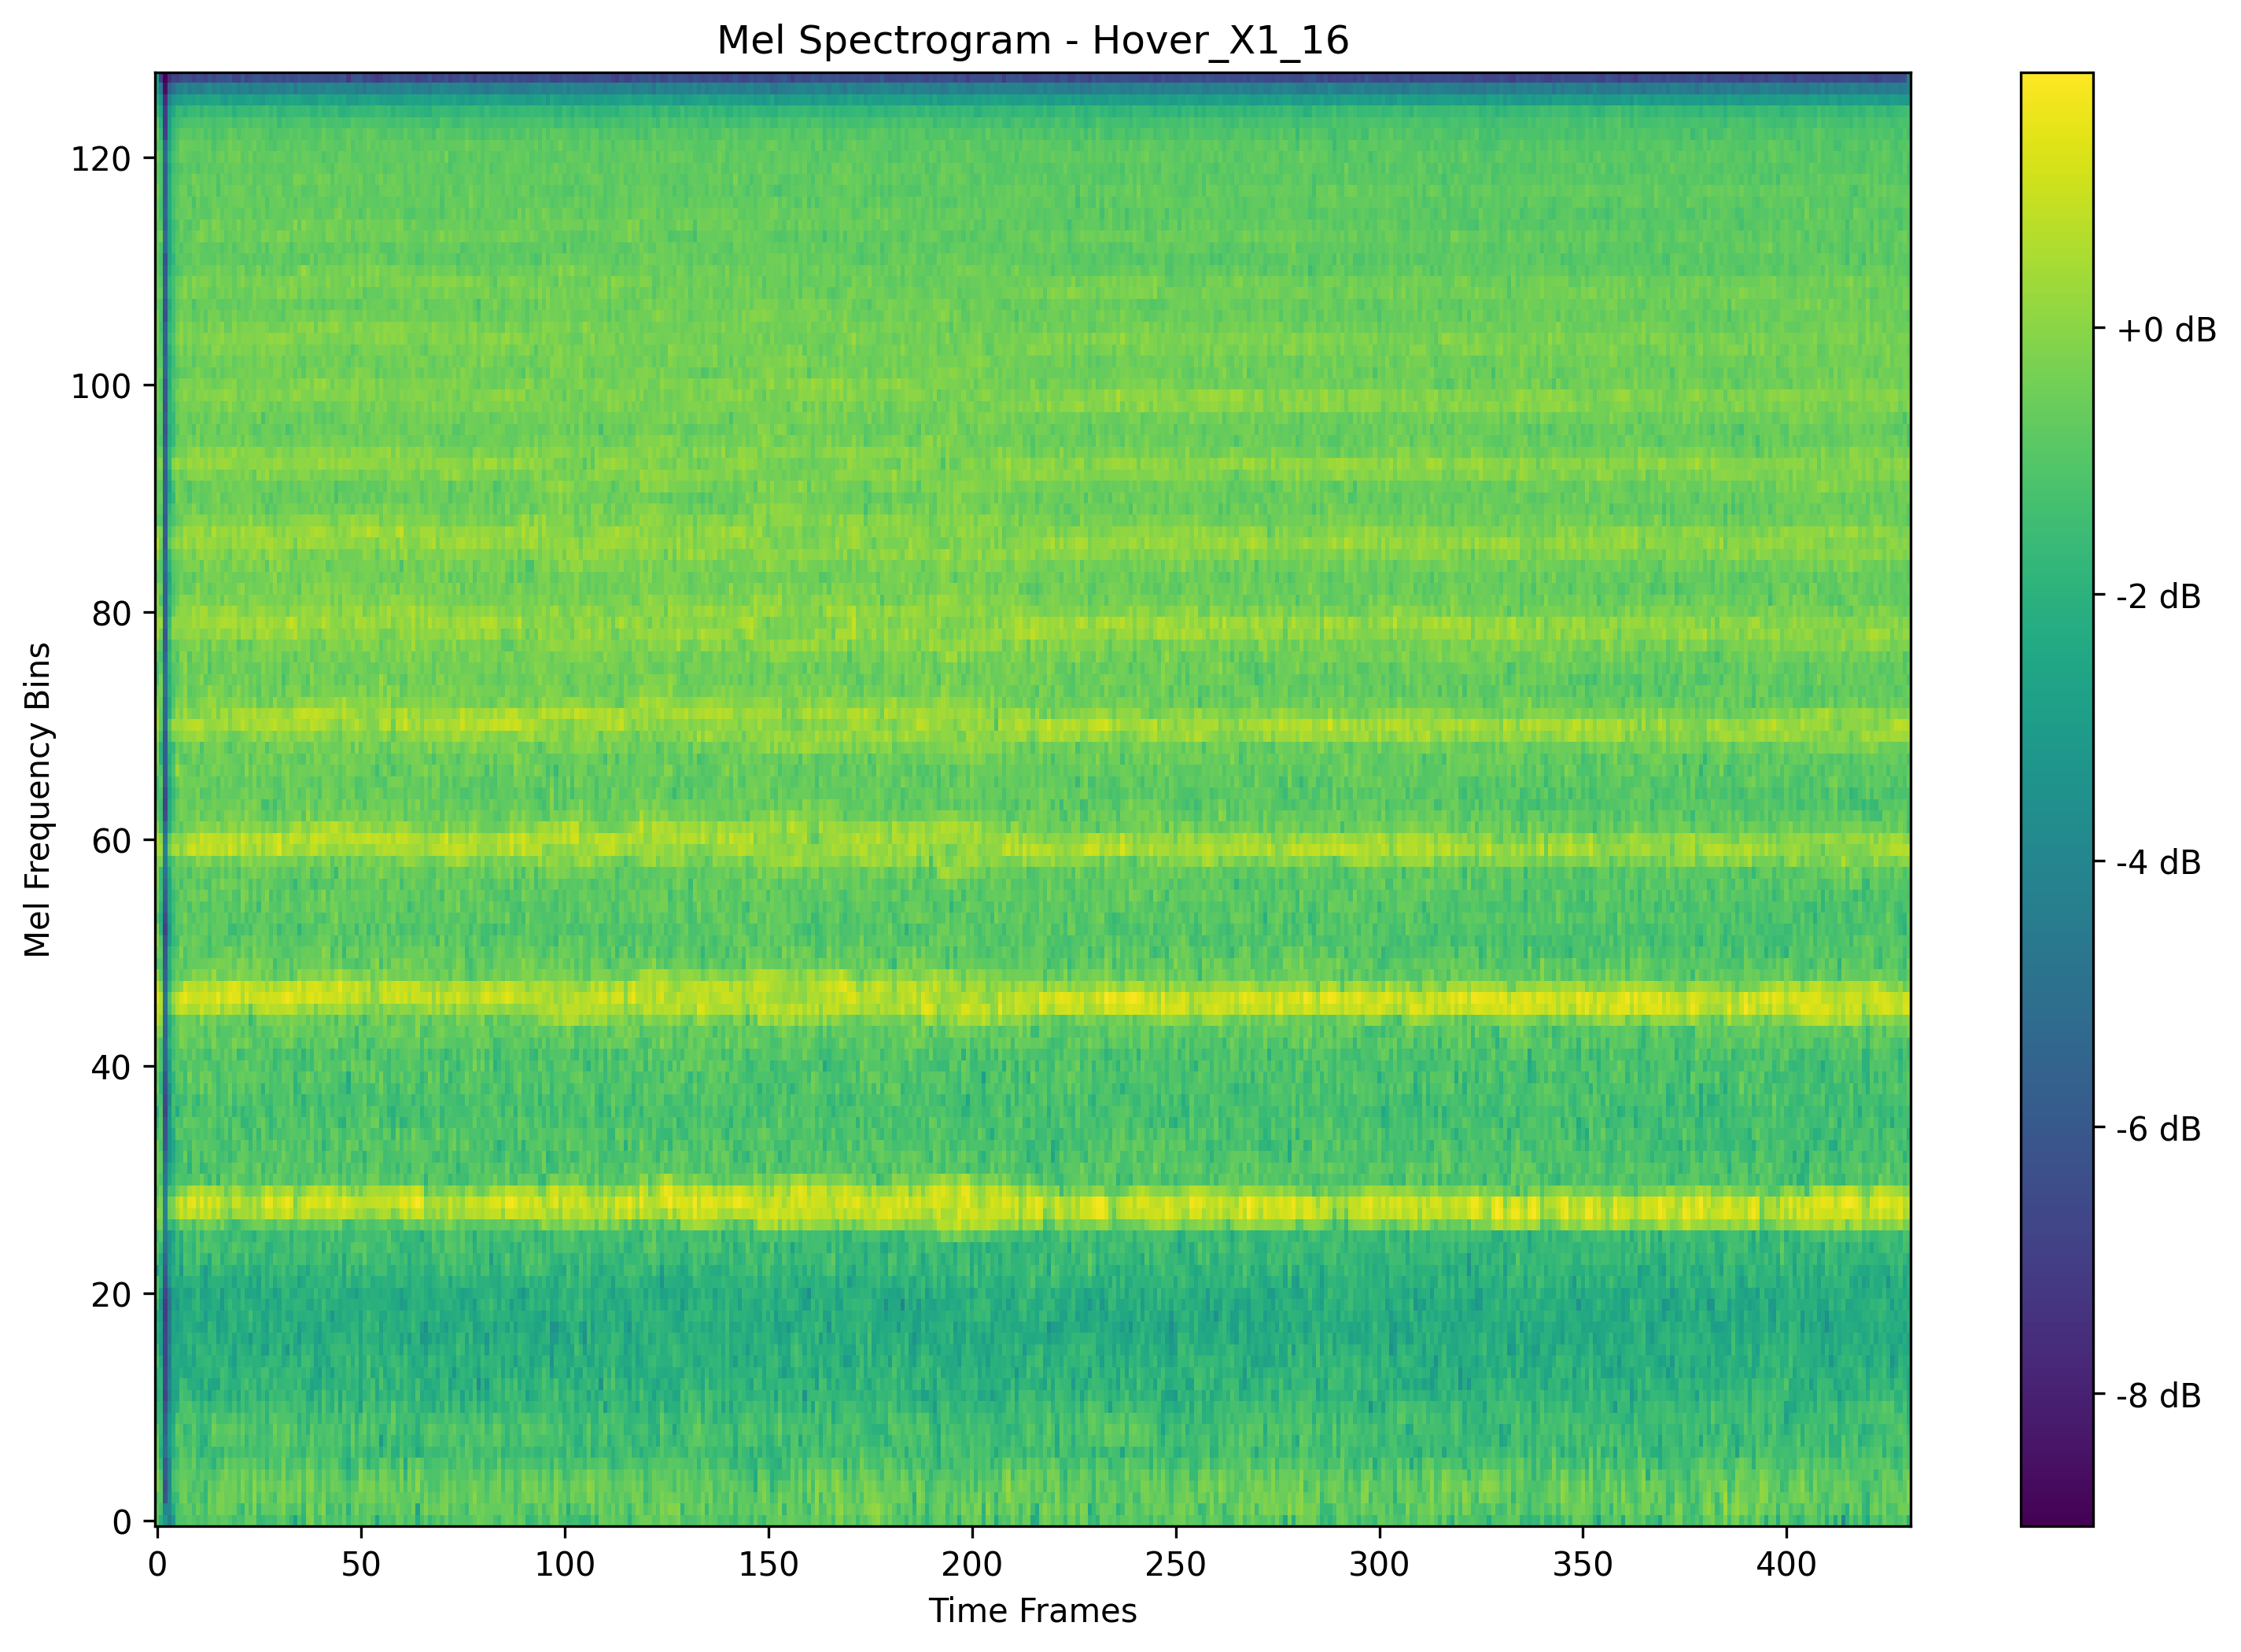 Mel Spectrogram - Hover_X1_16
Mel Frequency Bins
120
100
80
60
40
20
0
0 50 100 150 200 250 300 350 400
Time Frames
+0 dB
-2 dB
-4 dB
-6 dB
-8 dB